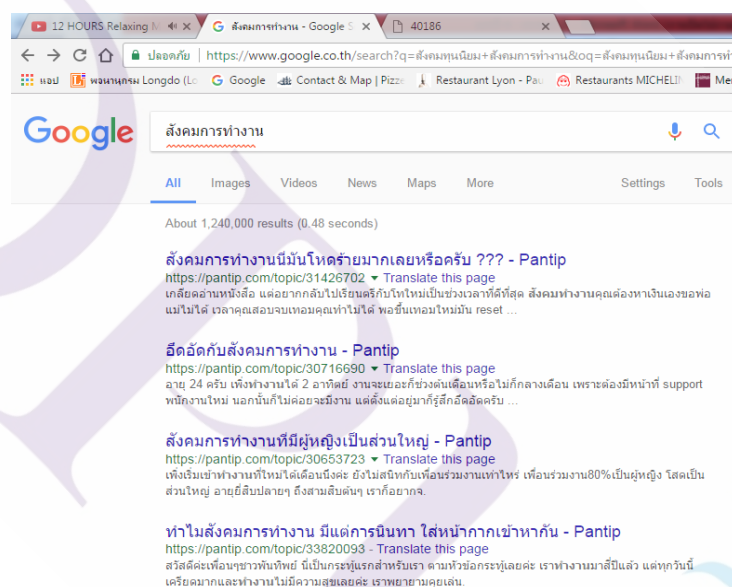 12 HOURS Relaxing M
สังคมการทำงาน - Google S
40186
ปลอดภัย https://www.google.co.th/search?q=สังคมทุนนิยม+สังคมการทำงาน&oq=สังคมทุนนิยม+สังคมการทำ
แอป พจนานุกรม Longdo (Lo Google Contact & Map | Pizze Restaurant Lyon - Pau Restaurants MICHELIN Me
Google สังคมการทำงาน
All Images Videos News Maps More Settings Tools
About 1,240,000 results (0.48 seconds)
สังคมการทำงานนี่มันโหดร้ายมากเลยหรือครับ ??? - Pantip
https://pantip.com/topic/31426702 ▾ Translate this page
เกลียดอ่านหนังสือ แต่อยากกลับไปเรียนตรีกับโทใหม่เป็นช่วงเวลาที่ดีที่สุด สังคมทำงานคุณต้องหาเงินเองขอพ่อ
แม่ไม่ได้ เวลาคุณสอบจบเทอมคุณทำไม่ได้ พอขึ้นเทอมใหม่มัน reset ...
อึดอัดกับสังคมการทำงาน - Pantip
https://pantip.com/topic/30716690 ▾ Translate this page
อายุ 24 ครับ เพิ่งทำงานได้ 2 อาทิตย์ งานจะเยอะก็ช่วงต้นเดือนหรือไม่ก็กลางเดือน เพราะต้องมีหน้าที่ support
พนักงานใหม่ นอกนั้นก็ไม่ค่อยจะมีงาน แต่ตั้งแต่อยู่มาก็รู้สึกอึดอัดครับ ...
สังคมการทำงานที่มีผู้หญิงเป็นส่วนใหญ่ - Pantip
https://pantip.com/topic/30653723 ▾ Translate this page
เพิ่งเริ่มเข้าทำงานที่ใหม่ได้เดือนนึงค่ะ ยังไม่สนิทกับเพื่อนร่วมงานเท่าไหร่ เพื่อนร่วมงาน80%เป็นผู้หญิง โสดเป็น
ส่วนใหญ่ อายุยี่สิบปลายๆ ถึงสามสิบต้นๆ เราก็อยากจ.
ทำไมสังคมการทำงาน มีแต่การนินทา ใส่หน้ากากเข้าหากัน - Pantip
https://pantip.com/topic/33820093 - Translate this page
สวัสดีค่ะเพื่อนๆชาวพันทิพ นี่เป็นกระทู้แรกสำหรับเรา ตามหัวข้อกระทู้เลยค่ะ เราทำงานมาสี่ปีแล้ว แต่ทุกวันนี้
เครียดมากและทำงานไม่มีความสุขเลยค่ะ เราพยายามคุยเล่น.